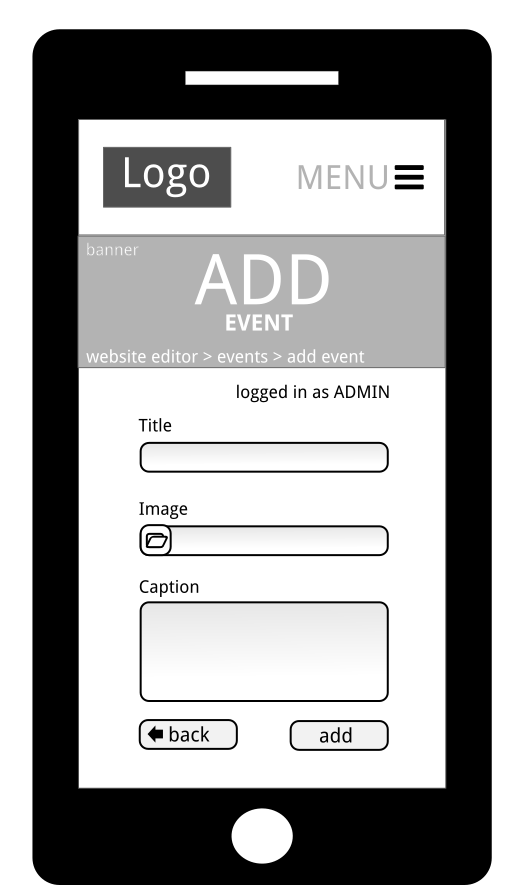 Logo
MENU
banner
ADD
EVENT
website editor > events > add event
logged in as ADMIN
Title
Image
Caption
back
add